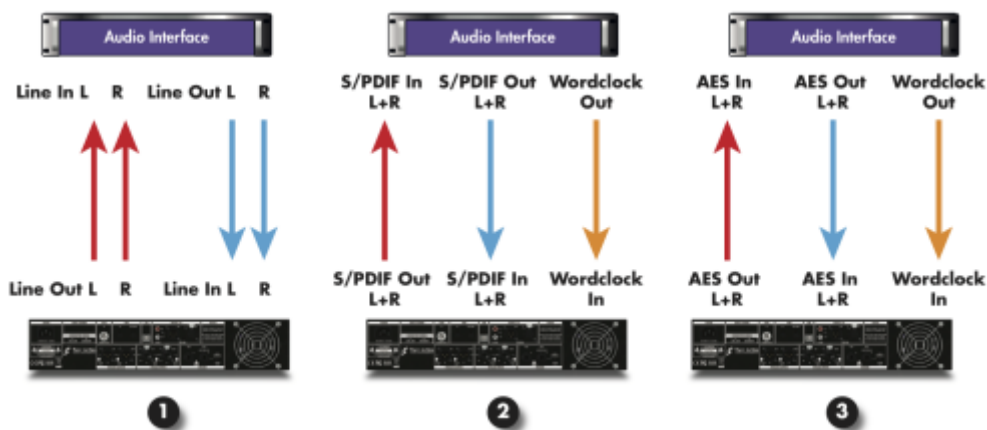 Audio Interface
Line In L R Line Out L R
Line Out L R Line In L R
1
Audio Interface
S/PDIF In S/PDIF Out Wordclock
L+R L+R Out
S/PDIF Out S/PDIF In Wordclock
L+R L+R In
2
Audio Interface
AES In AES Out Wordclock
L+R L+R Out
AES Out AES In Wordclock
L+R L+R In
3